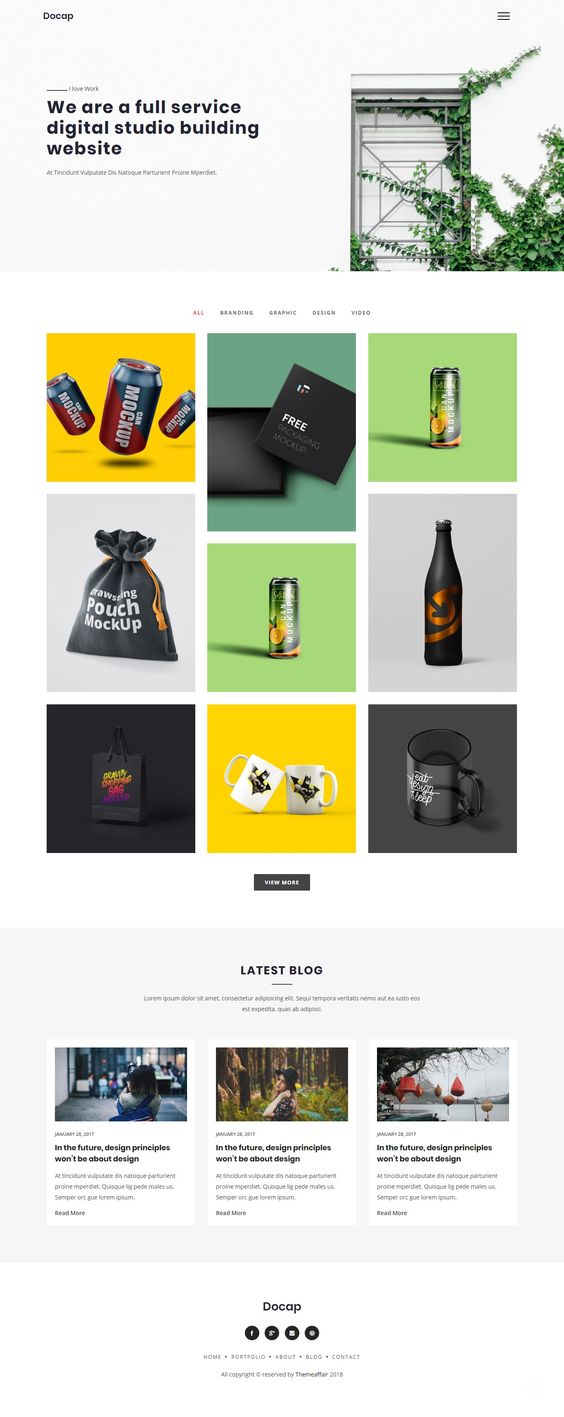 Docap
I love Work
We are a full service
digital studio building
website
At Tincidunt Vulputate Dis Natoque Parturient Proine Mperdiet.
ALL BRANDING GRAPHIC DESIGN VIDEO
CAN MOCKUP
MOCKUP
MOCKUP
FREE
PACKAGING
MOCKUP
Soft Drink
CAN MOCKUP
Drawstring
Pouch
MockUp
Soft Drink
CAN MOCKUP
GRAVITY
SHOPPING
BAG
MOCKUP
eat
design
sleep
VIEW MORE
LATEST BLOG
Lorem ipsum dolor sit amet, consectetur adipisicing elit. Sequi tempora veritatis nemo aut ea iusto eos
est expedita, quas ab adipisci.
JANUARY 28, 2017
In the future, design principles
won't be about design
At tincidunt vulputate dis natoque parturient
proine mperdiet. Quisque lig pede males us.
Semper orc gue lorem ipsum.
Read More
JANUARY 28, 2017
In the future, design principles
won't be about design
At tincidunt vulputate dis natoque parturient
proine mperdiet. Quisque lig pede males us.
Semper orc gue lorem ipsum.
Read More
JANUARY 28, 2017
In the future, design principles
won't be about design
At tincidunt vulputate dis natoque parturient
proine mperdiet. Quisque lig pede males us.
Semper orc gue lorem ipsum.
Read More
Docap
HOME • PORTFOLIO • ABOUT • BLOG • CONTACT
All copyright © reserved by Themeaffair 2018